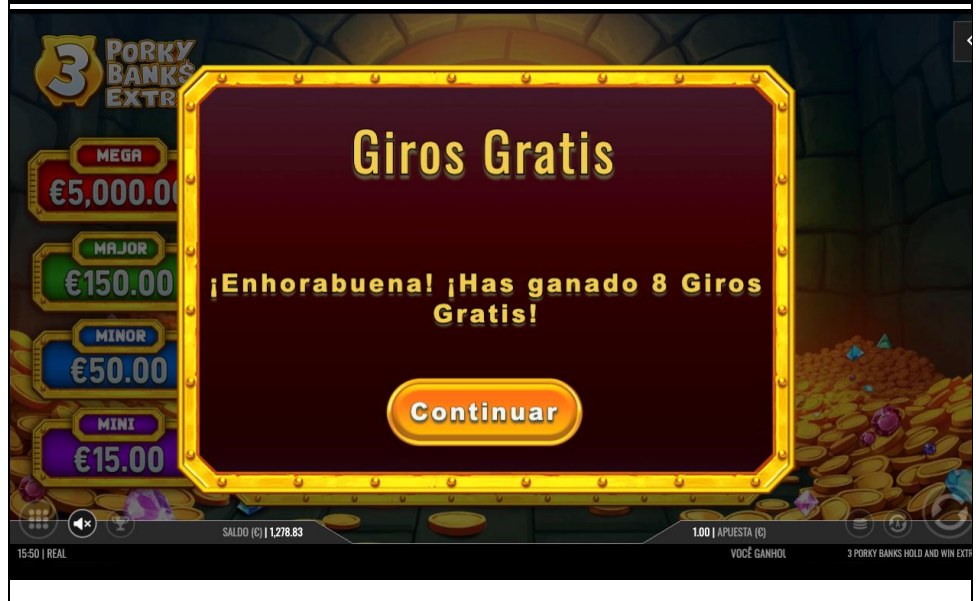 3 PORKY
BANKS
EXTR
MEGA
€5,000.00
MAJOR
€150.00
MINOR
€50.00
MINI
€15.00
Giros Gratis
¡Enhorabuena! ¡Has ganado 8 Giros
Gratis!
Continuar
SALDO (€) | 1,278.83
1.00 | APUESTA (€)
15:50 | REAL
VOCÊ GANHOU
3 PORKY BANKS HOLD AND WIN EXTR